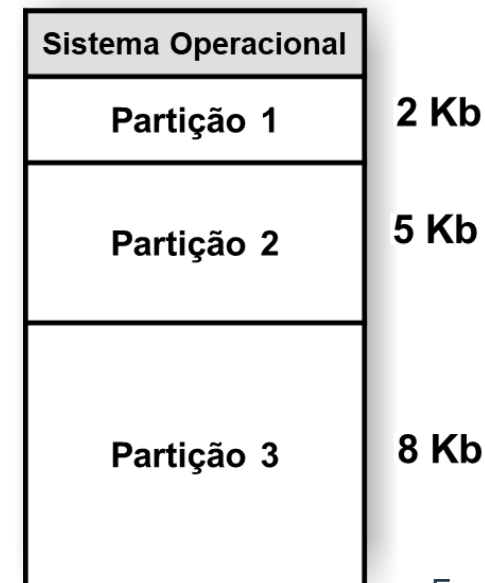 Sistema Operacional
Partição 1
2 Kb
Partição 2
5 Kb
Partição 3
8 Kb